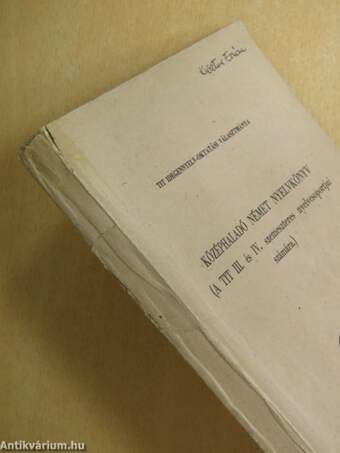 TIT IDEGENNYELV-OKTATÁSI VÁLASZTMÁNYA
KÖZÉPHALADÓ NÉMET NYELVKÖNYV
(A TIT III. és IV. szemeszteres nyelvcsoportjai
számára.)
Antikvárium.hu